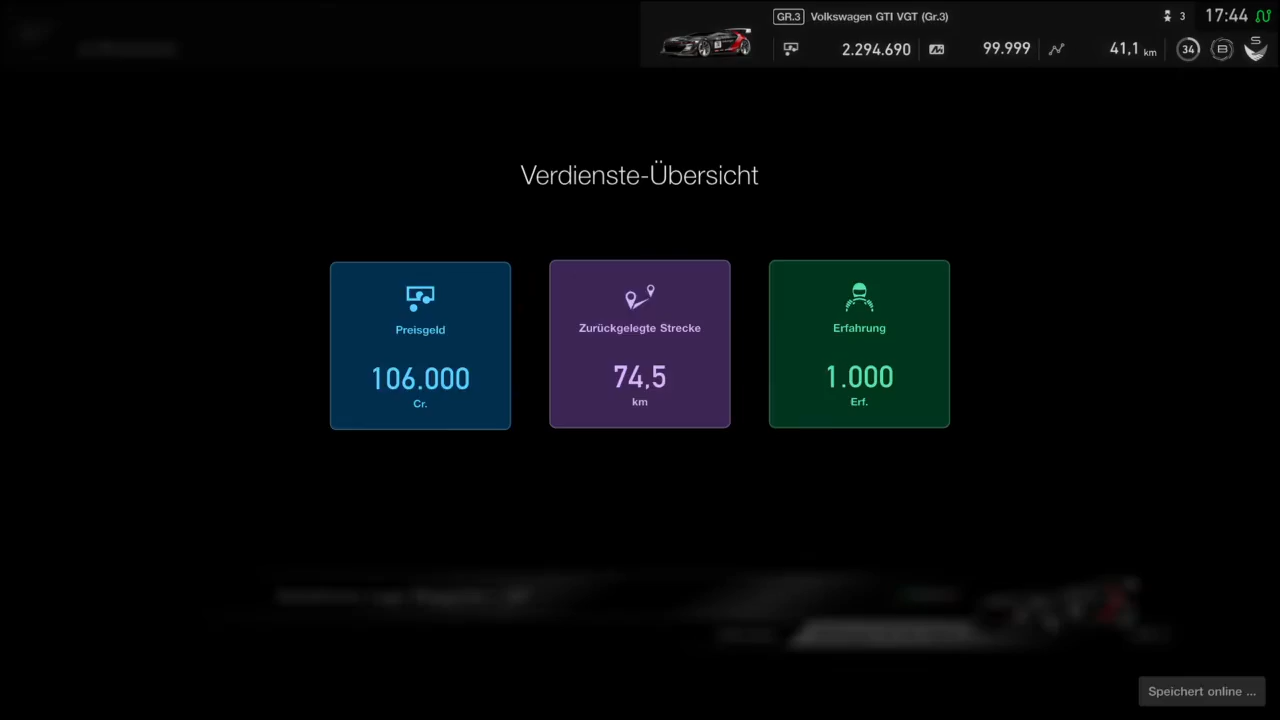 GR.3 Volkswagen GTI VGT (Gr.3) 3 17:44
2.294.690 99.999 41,1 km 34 B S
Verdienste-Übersicht
Preisgeld
106.000
Cr.
Zurückgelegte Strecke
74,5
km
Erfahrung
1.000
Erf.
Speichert online ...